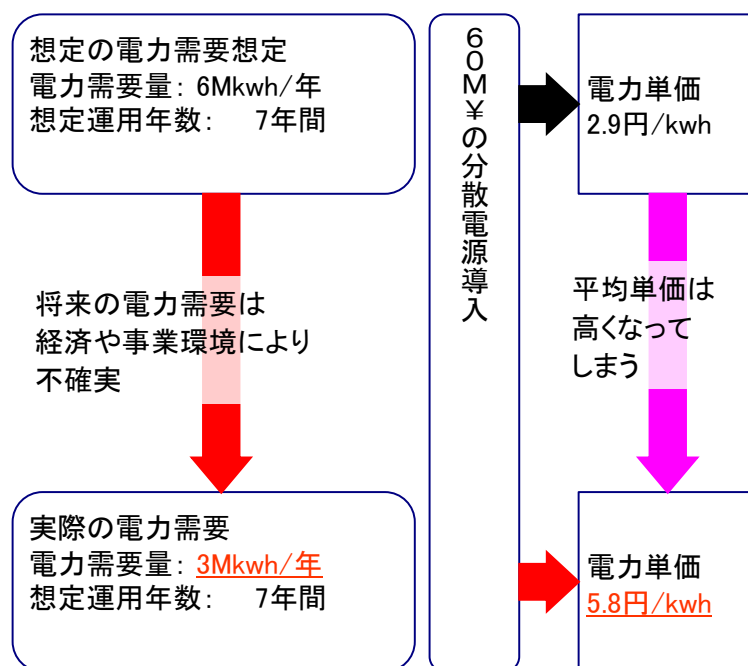 想定の電力需要想定
電力需要量: 6Mkwh/年
想定運用年数:　7年間
60M¥の分散電源導入
電力単価
2.9円/kwh
将来の電力需要は
経済や事業環境により
不確実
平均単価は
高くなって
しまう
実際の電力需要
電力需要量: 3Mkwh/年
想定運用年数:　7年間
電力単価
5.8円/kwh